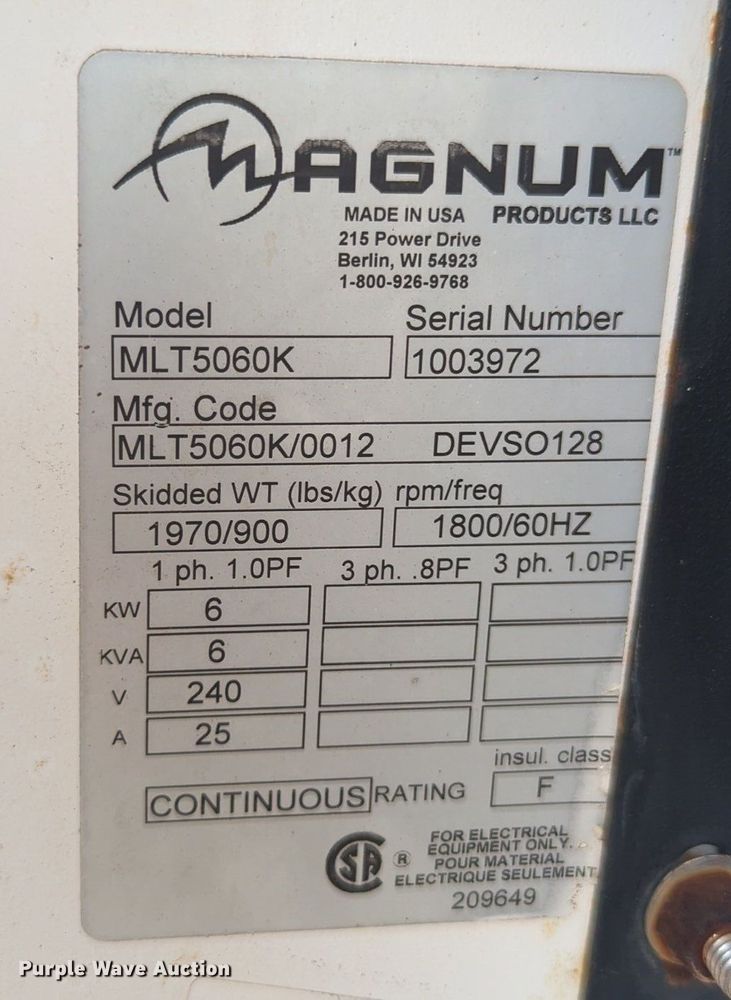 MAGNUM™
MADE IN USA PRODUCTS LLC
215 Power Drive
Berlin, WI 54923
1-800-926-9768
Model Serial Number
MLT5060K 1003972
Mfg. Code
MLT5060K/0012 DEVSO128
Skidded WT (lbs/kg) rpm/freq
1970/900 1800/60HZ
1 ph. 1.0PF 3 ph. .8PF 3 ph. 1.0PF
KW 6
KVA 6
V 240
A 25
insul. class
CONTINUOUS RATING F
CSA ® FOR ELECTRICAL
EQUIPMENT ONLY.
POUR MATERIAL
ELECTRIQUE SEULEMENT
209649
Purple Wave Auction